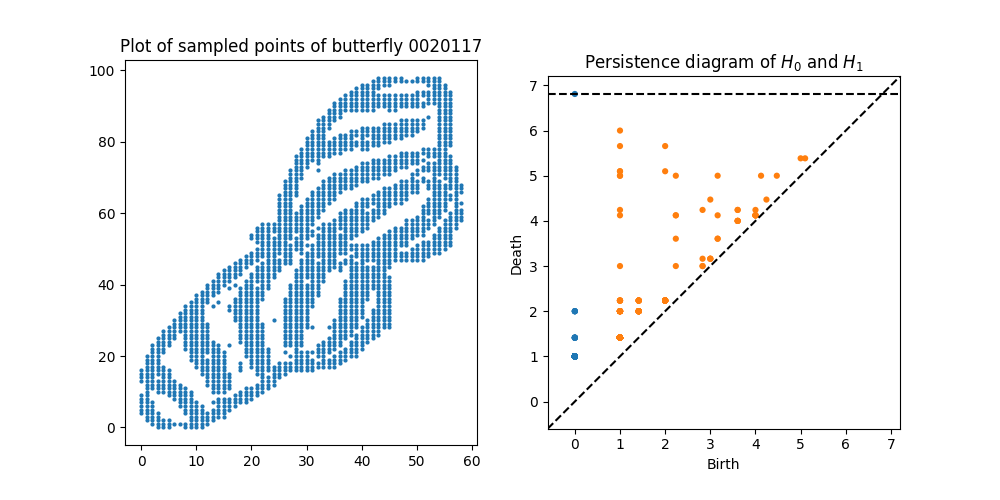 Plot of sampled points of butterfly 0020117
100
80
60
40
20
0
0 10 20 30 40 50 60
Persistence diagram of H₀ and H₁
7
6
5
4
3
2
1
0
Death
0 1 2 3 4 5 6 7
Birth